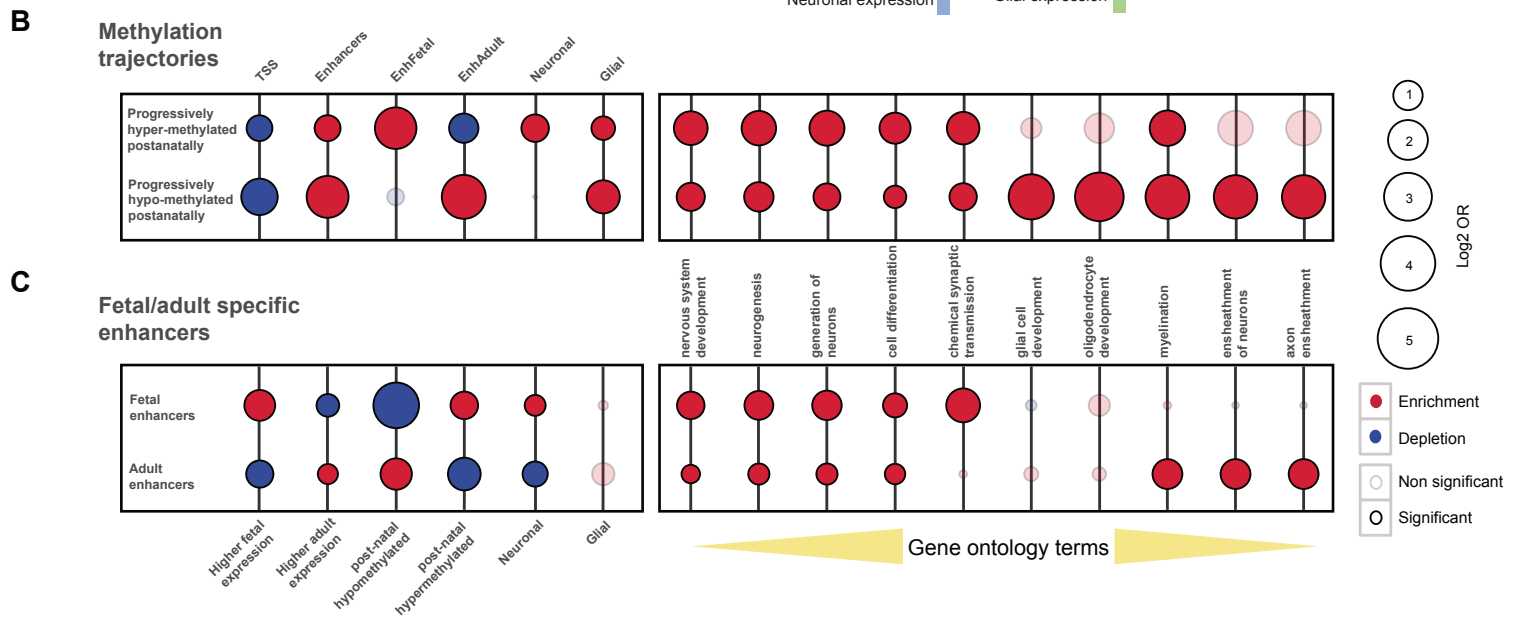 Neuronal expression
Glial expression
B
Methylation
trajectories
TSS
Enhancers
EnhFetal
EnhAdult
Neuronal
Glial
Progressively
hyper-methylated
postanatally
Progressively
hypo-methylated
postanatally
1
2
3
4
5
Log2 OR
nervous system
development
neurogenesis
generation of
neurons
cell differentiation
chemical synaptic
transmission
glial cell
development
oligodendrocyte
development
myelination
ensheathment
of neurons
axon
ensheathment
C
Fetal/adult specific
enhancers
Fetal
enhancers
Adult
enhancers
Higher fetal
expression
Higher adult
expression
post-natal
hypomethylated
post-natal
hypermethylated
Neuronal
Glial
Gene ontology terms
Enrichment
Depletion
Non significant
Significant